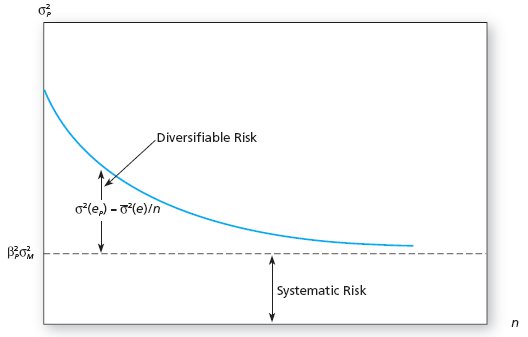 σ²P
Diversifiable Risk
σ²(eP) – σ̅²(e)/n
β²Pσ²M
Systematic Risk
n